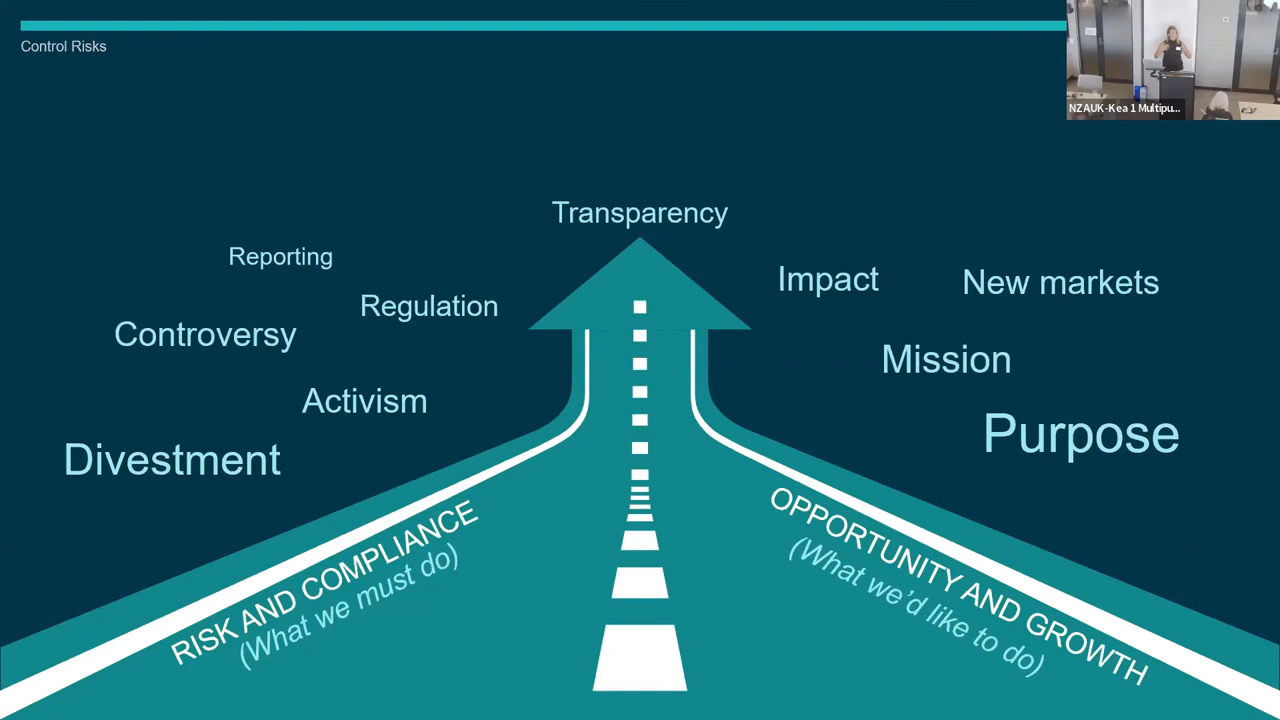 Control Risks
NZAUK-Kea 1 Multipu...
Transparency
Reporting
Regulation
Controversy
Activism
Divestment
Impact
New markets
Mission
Purpose
RISK AND COMPLIANCE
(What we must do)
OPPORTUNITY AND GROWTH
(What we’d like to do)